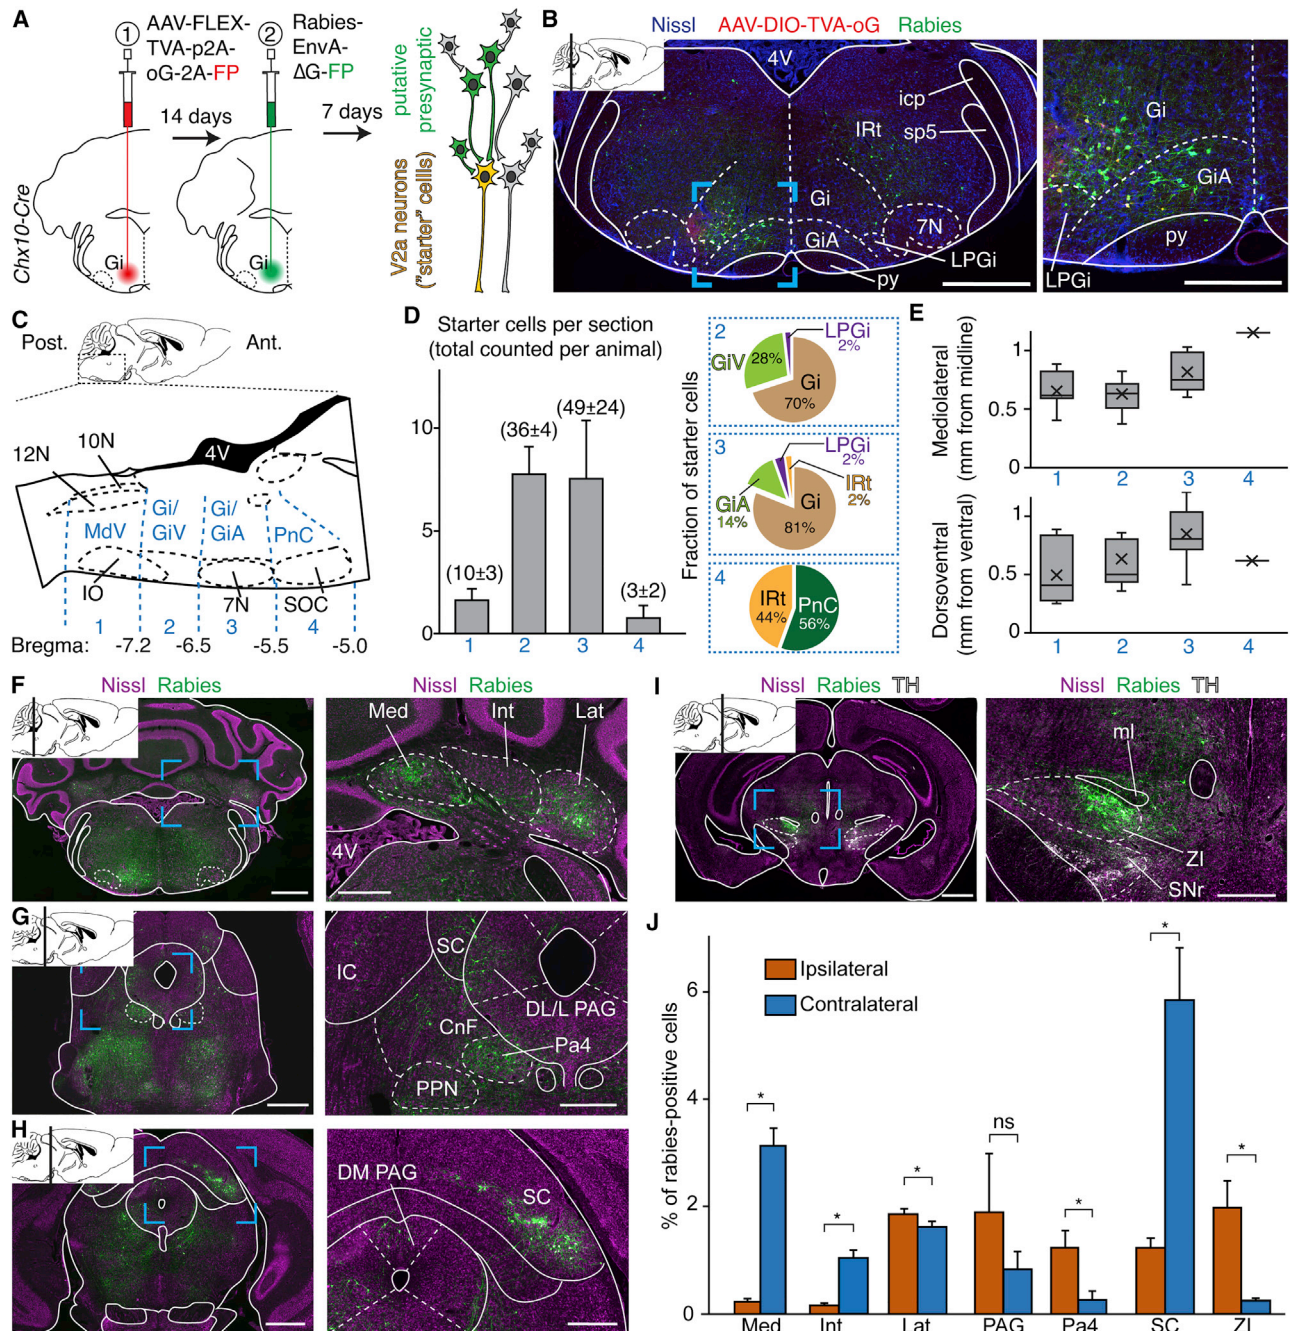 A
1
AAV-FLEX-
TVA-p2A-
oG-2A-FP
2
Rabies-
EnvA-
ΔG-FP
14 days
7 days
Chx10-Cre
Gi
Gi
putative
presynaptic
V2a neurons
("starter" cellls)
B
Nissl AAV-DIO-TVA-oG Rabies
4V
icp
sp5
IRt
Gi
7N
GiA
LPGi
py
Gi
GiA
py
LPGi
C
Post.
Ant.
12N
10N
4V
MdV
Gi/
GiV
Gi/
GiA
PnC
IO
7N
SOC
1 2 3 4
Bregma: -7.2 -6.5 -5.5 -5.0
D
Starter cells per section
(total counted per animal)
10
5
0
(10±3)
(36±4)
(49±24)
(3±2)
1 2 3 4
Fraction of starter cells
2
LPGi
2%
GiV
28%
Gi
70%
3
LPGi
2%
IRt
2%
GiA
14%
Gi
81%
4
IRt
44%
PnC
56%
E
Mediolateral
(mm from midline)
1
0.5
0
1 2 3 4
Dorsoventral
(mm from ventral)
1
0.5
0
1 2 3 4
F
Nissl Rabies
Nissl Rabies
Med
Int
Lat
4V
G
IC
SC
DL/L PAG
CnF
Pa4
PPN
H
DM PAG
SC
I
Nissl Rabies TH
Nissl Rabies TH
ml
ZI
SNr
J
% of rabies-positive cells
6
4
2
0
Ipsilateral
Contralateral
*
*
*
ns
*
*
*
Med Int Lat PAG Pa4 SC ZI